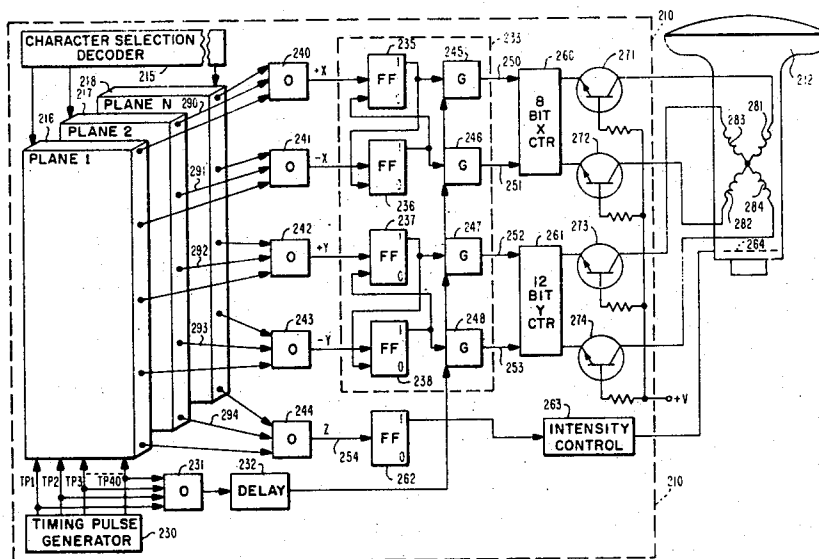 CHARACTER SELECTION
DECODER
215
218
217
216
PLANE N
PLANE 2
PLANE 1
290
291
292
293
294
240
O
+X
241
O
-X
242
O
+Y
243
O
-Y
244
O
Z
254
235
FF
1
0
236
FF
1
0
237
FF
1
0
238
FF
1
0
262
FF
1
0
233
245
G
246
G
247
G
248
G
250
251
252
253
260
8
BIT
X
CTR
261
12
BIT
Y
CTR
271
272
273
274
+V
263
INTENSITY
CONTROL
210
212
283
281
282
284
264
210
TP1
TP2
TP3
TP40
231
O
232
DELAY
TIMING PULSE
GENERATOR
230